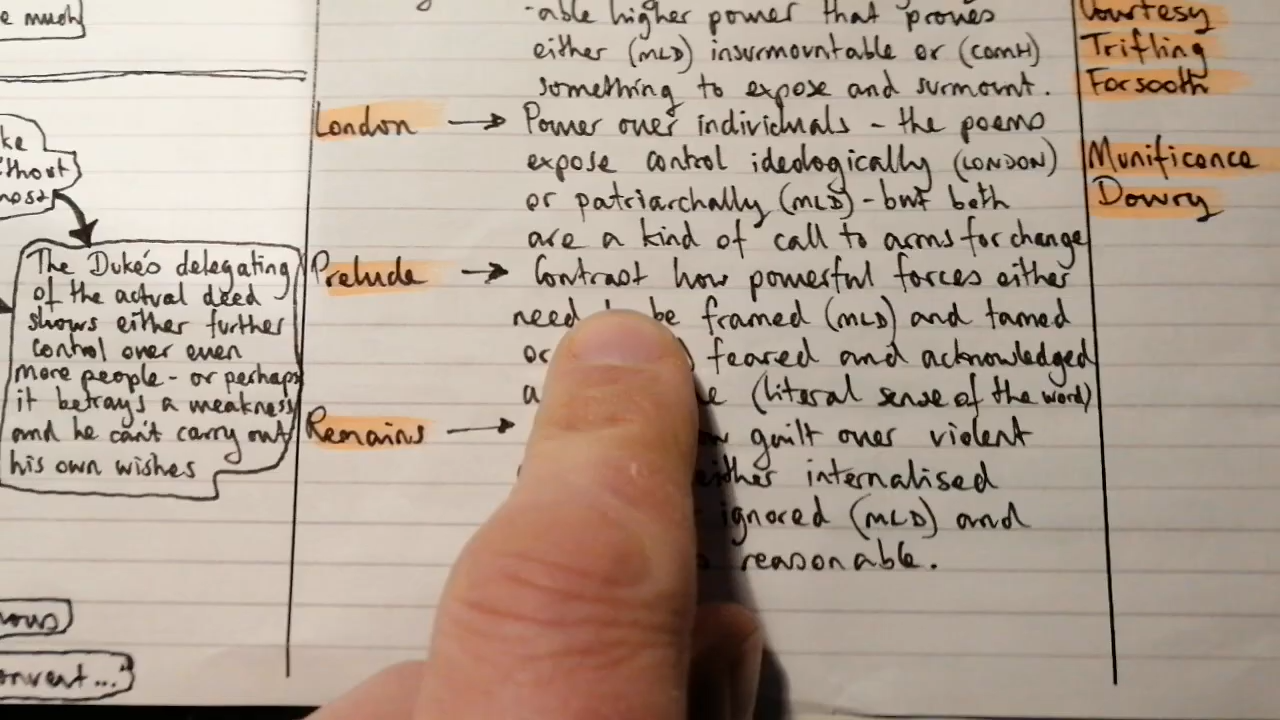 e much
-able higher power that proves
either (MLD) insurmountable or (COMH)
something to expose and surmount.
London → Power over individuals - the poems
expose control ideologically (LONDON)
or patriarchally (MLD) - but both
are a kind of call to arms for change
Prelude → Contrast how powerful forces either
need be framed (MLD) and tamed
or feared and acknowledged
(literal sense of the word)
Remains → guilt over violent
either internalised
ignored (MLD) and
reasonable.
Courtesy
Trifling
Forsooth
Munificence
Dowry
ke
thout
The Duke's delegating
of the actual deed
shows either further
control over even
more people - or perhaps
it betrays a weakness
and he can't carry out
his own wishes
onvent..."